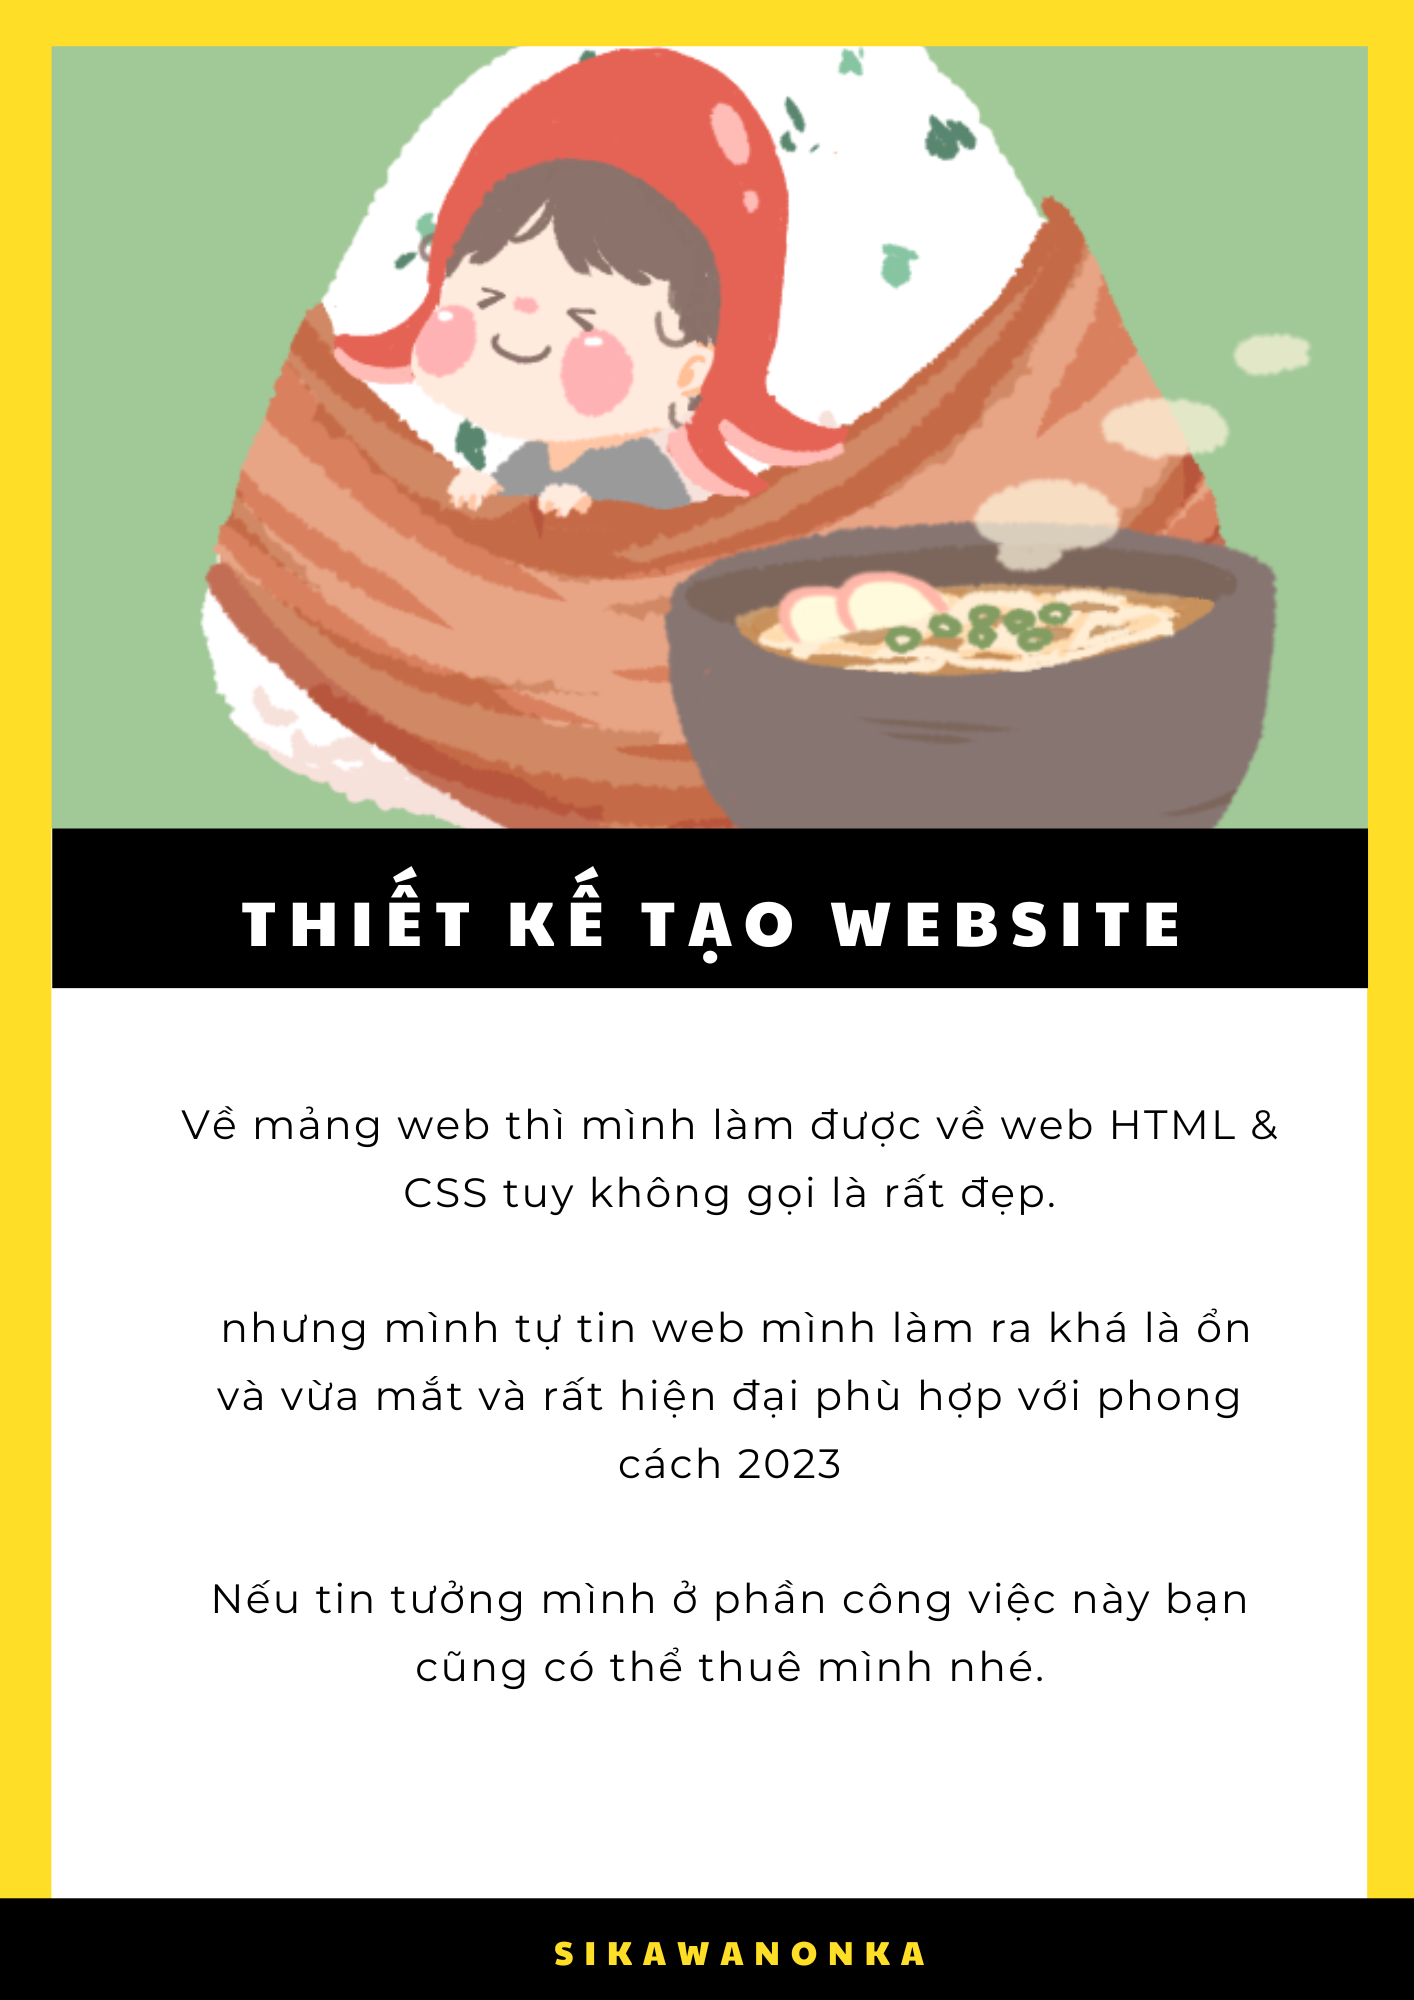 THIẾT KẾ TẠO WEBSITE
Về mảng web thì mình làm được về web HTML &
CSS tuy không gọi là rất đẹp.
nhưng mình tự tin web mình làm ra khá là ổn
và vừa mắt và rất hiện đại phù hợp với phong
cách 2023
Nếu tin tưởng mình ở phần công việc này bạn
cũng có thể thuê mình nhé.
SIKAWANONKA